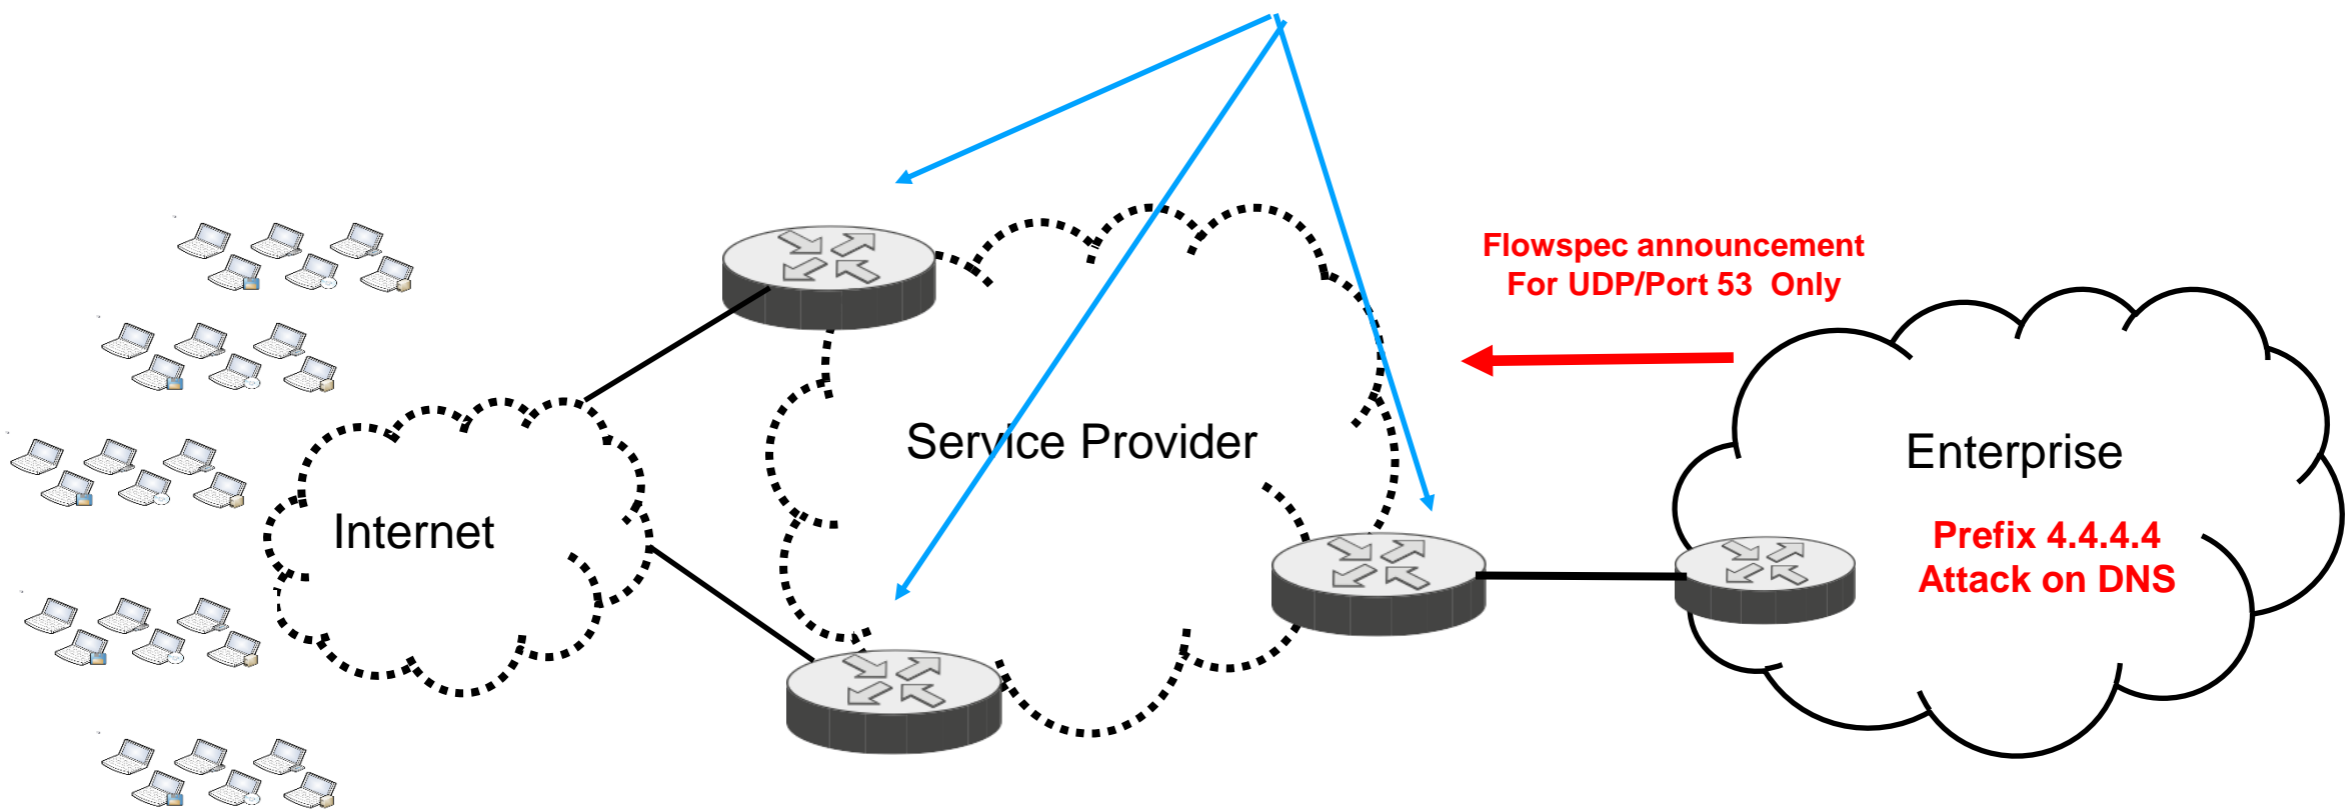 Flowspec announcement
For UDP/Port 53 Only
Service Provider
Enterprise
Internet
Prefix 4.4.4.4
Attack on DNS